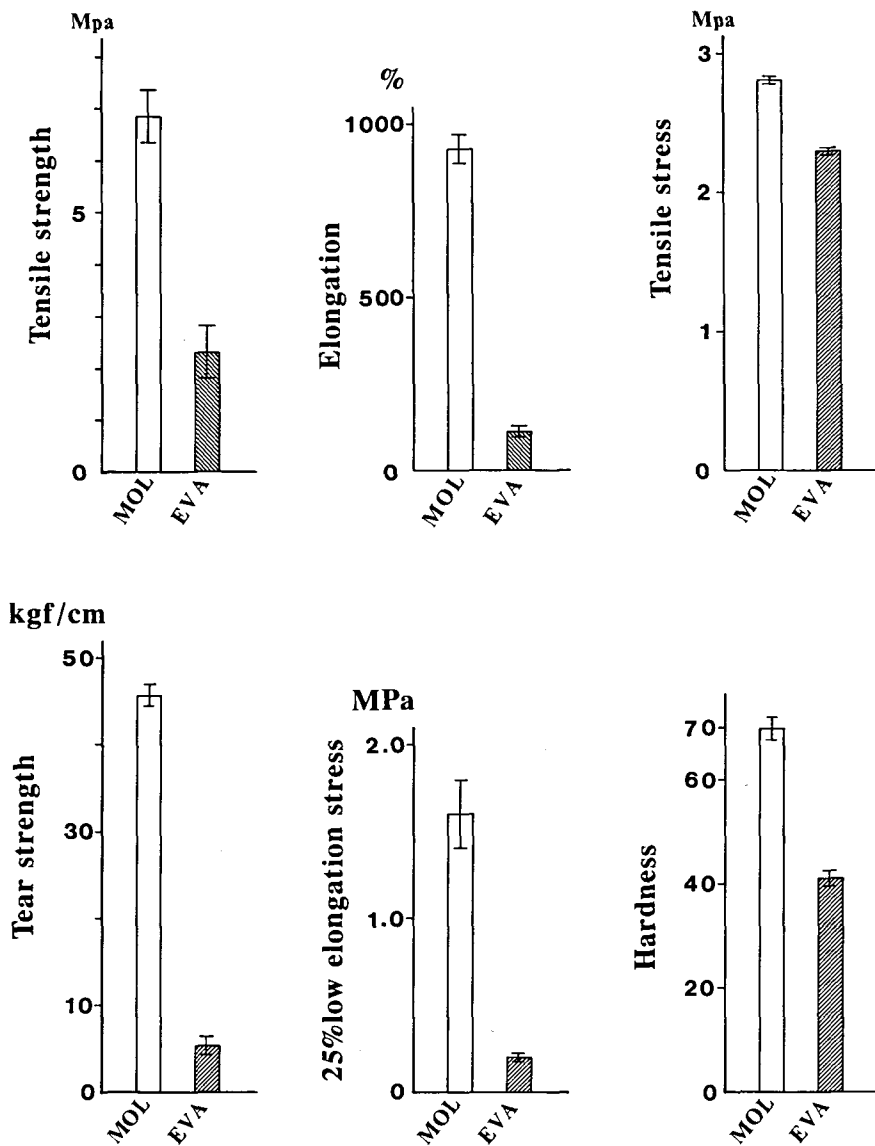 Mpa
Tensile strength
5
0
MOL
EVA
%
Elongation
1000
500
0
MOL
EVA
Mpa
Tensile stress
3
2
1
0
MOL
EVA
kgf/cm
Tear strength
50
30
10
0
MOL
EVA
MPa
25%low elongation stress
2.0
1.0
0
MOL
EVA
Hardness
70
60
40
20
0
MOL
EVA